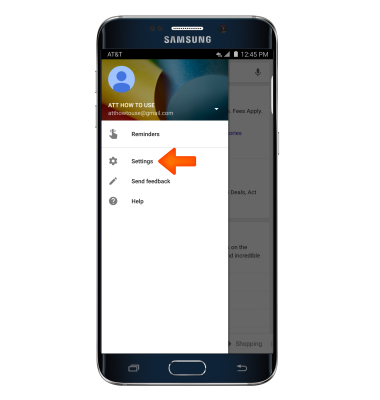 SAMSUNG
AT&T 12:45 PM
ATT HOW TO USE
atthowtouse@gmail.com
. Fees Apply.
Reminders
Settings
Send feedback
Deals, Act
Help
s on the
nd incredible
Shopping